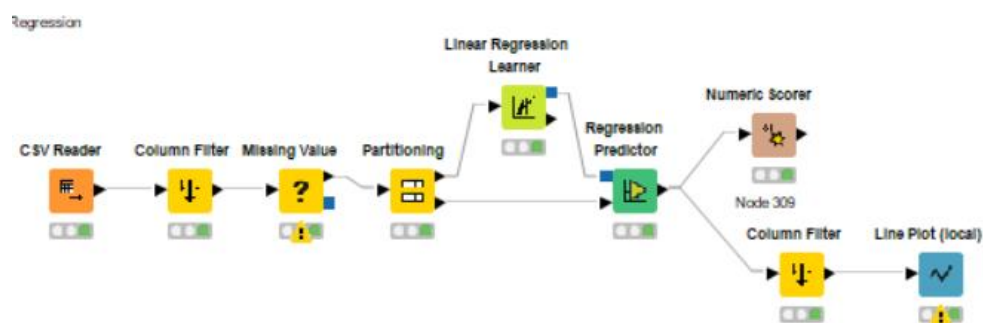 Regression
Linear Regression
Learner
Numeric Scorer
Regression
Predictor
CSV Reader
Column Filter
Missing Value
Partitioning
?
Node 309
Column Filter
Line Plot (local)